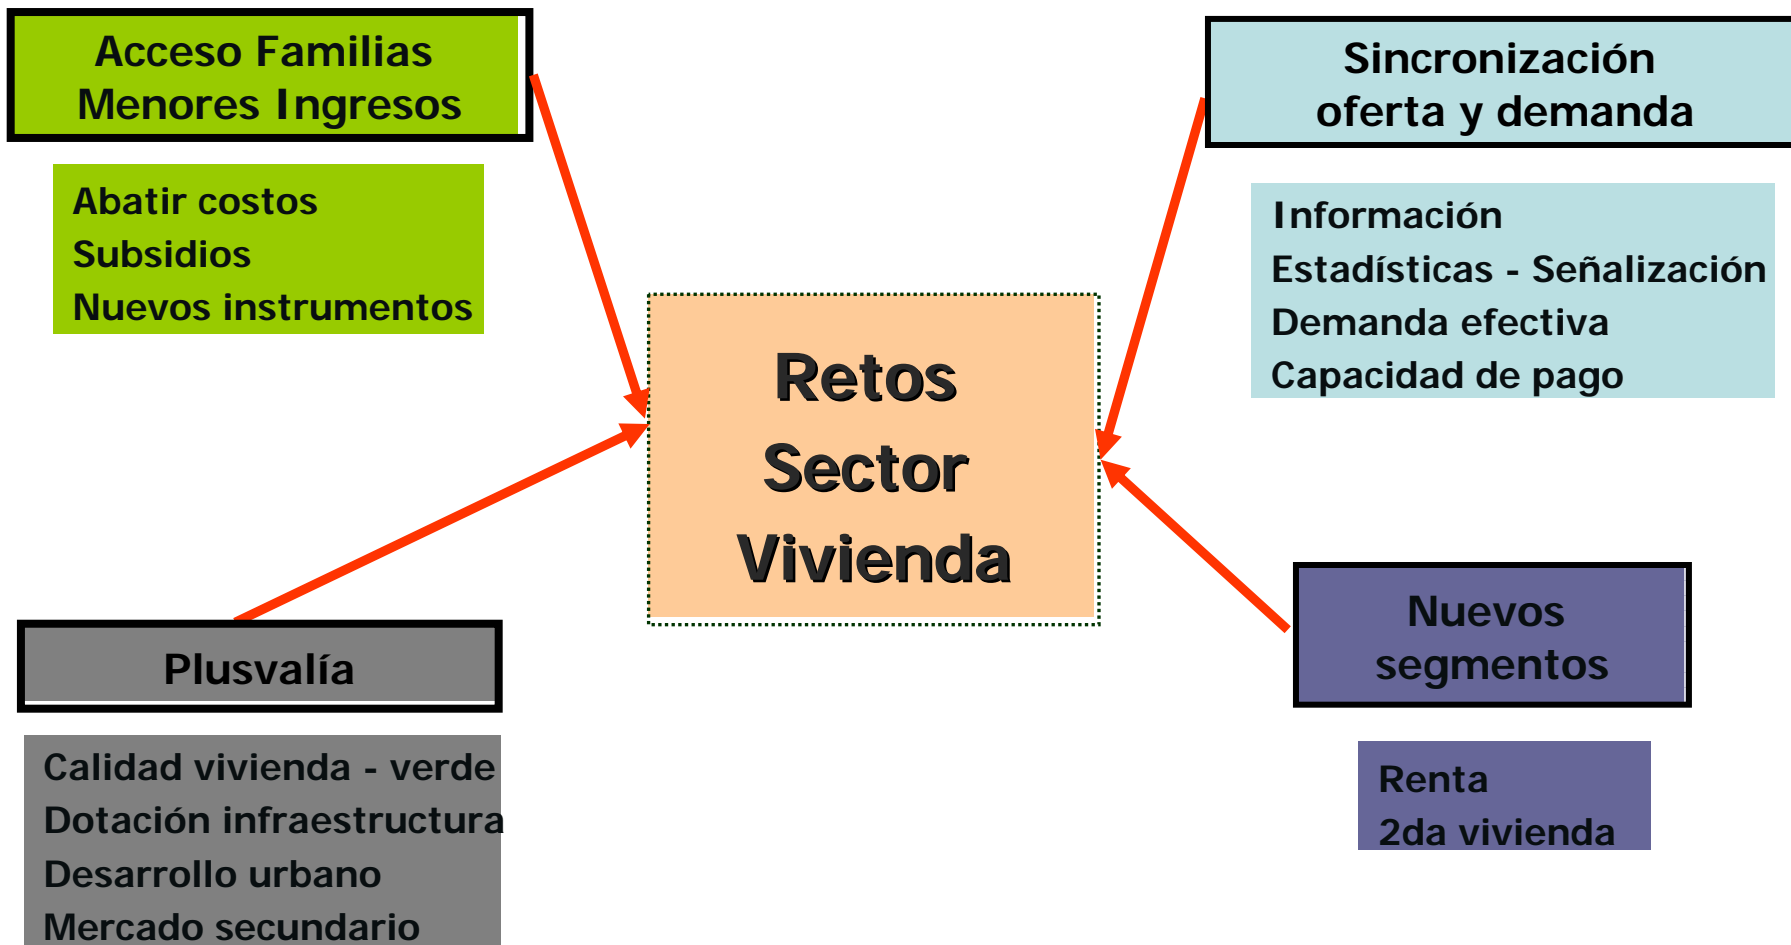 Acceso Familias
Menores Ingresos
Abatir costos
Subsidios
Nuevos instrumentos
Sincronización
oferta y demanda
Información
Estadísticas - Señalización
Demanda efectiva
Capacidad de pago
Retos
Sector
Vivienda
Plusvalía
Calidad vivienda - verde
Dotación infraestructura
Desarrollo urbano
Mercado secundario
Nuevos
segmentos
Renta
2da vivienda